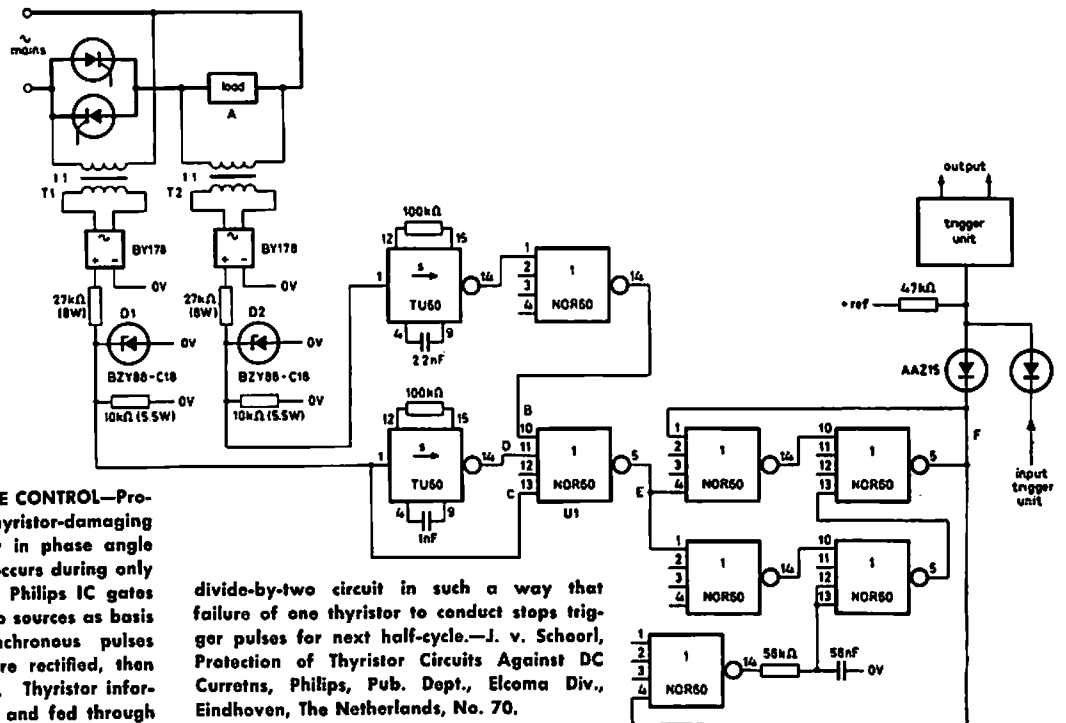 mains
load
A
1:1
T1
1:1
T2
BY178
BY178
0V
0V
27kΩ
(8W)
27kΩ
(8W)
D1
D2
0V
0V
BZY88-C18
BZY88-C18
0V
0V
10kΩ(5.5W)
10kΩ(5.5W)
100kΩ
12
15
s
1
14
TU60
4
9
22nF
1
2
3
4
1
14
NOR60
100kΩ
12
15
s
1
14
TU60
4
9
1nF
B
D
C
10
11
12
13
1
5
NOR60
U1
E
1
2
3
4
1
14
NOR60
10
11
12
13
1
5
NOR60
1
2
3
4
1
14
NOR60
10
11
12
13
1
5
NOR60
1
2
3
4
1
14
NOR60
56kΩ
56nF
0V
output
trigger
unit
+ref
47kΩ
AAZ15
F
input
trigger
unit
E CONTROL—Pro-
hyristor-damaging
r in phase angle
ccurs during only
Philips IC gates
o sources as basis
nchronous pulses
re rectified, then
. Thyristor infor-
and fed through
divide-by-two circuit in such a way that
failure of one thyristor to conduct stops trig-
ger pulses for next half-cycle.—J. v. Schoorl,
Protection of Thyristor Circuits Against DC
Curretns, Philips, Pub. Dept., Elcoma Div.,
Eindhoven, The Netherlands, No. 70.